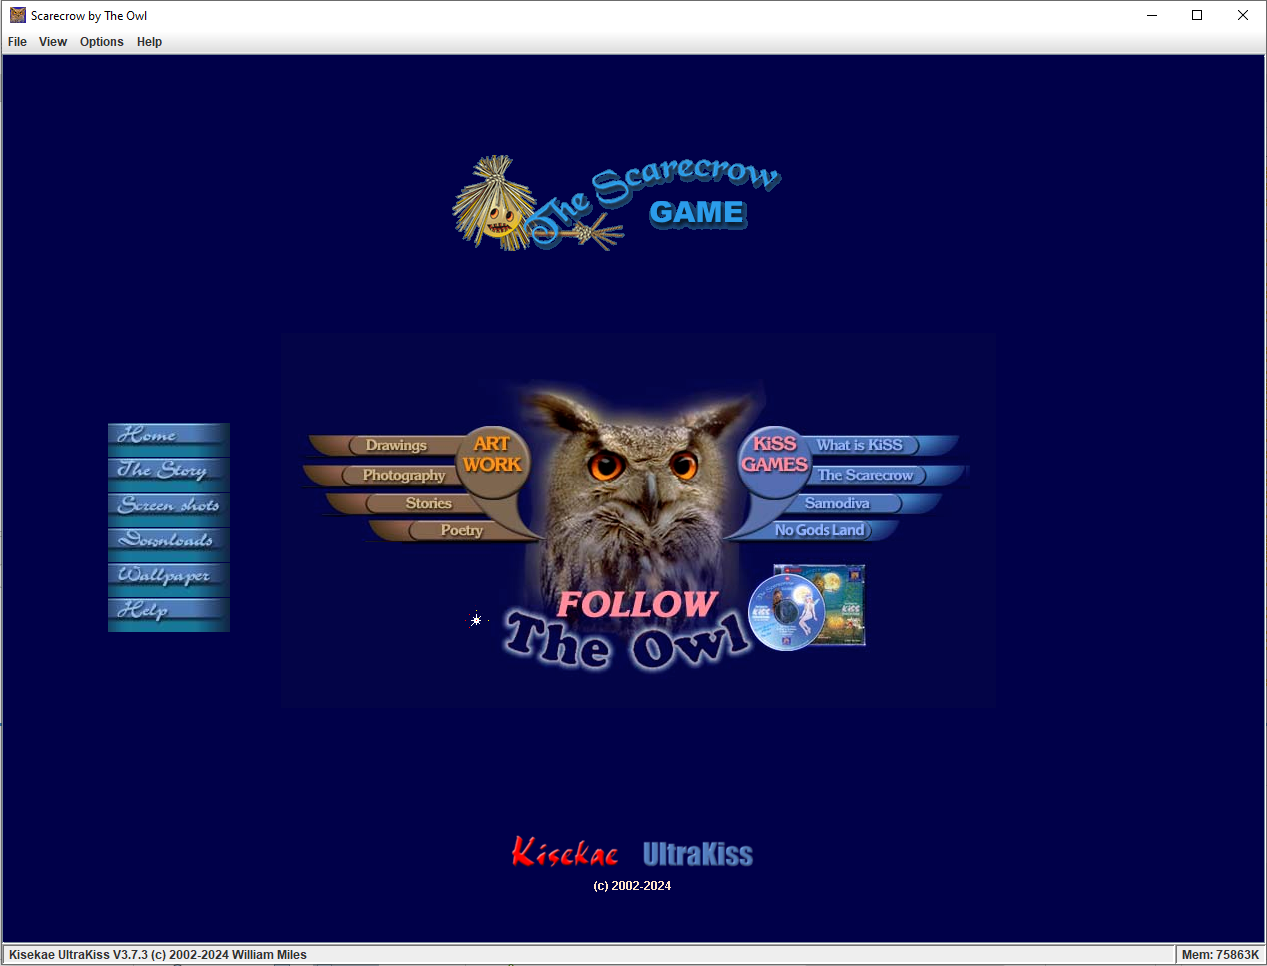 Scarecrow by The Owl
File View Options Help
The Scarecrow
GAME
Home
The Story
Screen shots
Downloads
Wallpaper
Help
ART
WORK
Drawings
Photography
Stories
Poetry
KiSS
GAMES
What is KiSS
The Scarecrow
Samodiva
No Gods Land
FOLLOW
The Owl
Kisekae UltraKiss
(c) 2002-2024
Kisekae UltraKiss V3.7.3 (c) 2002-2024 William Miles
Mem: 75863K